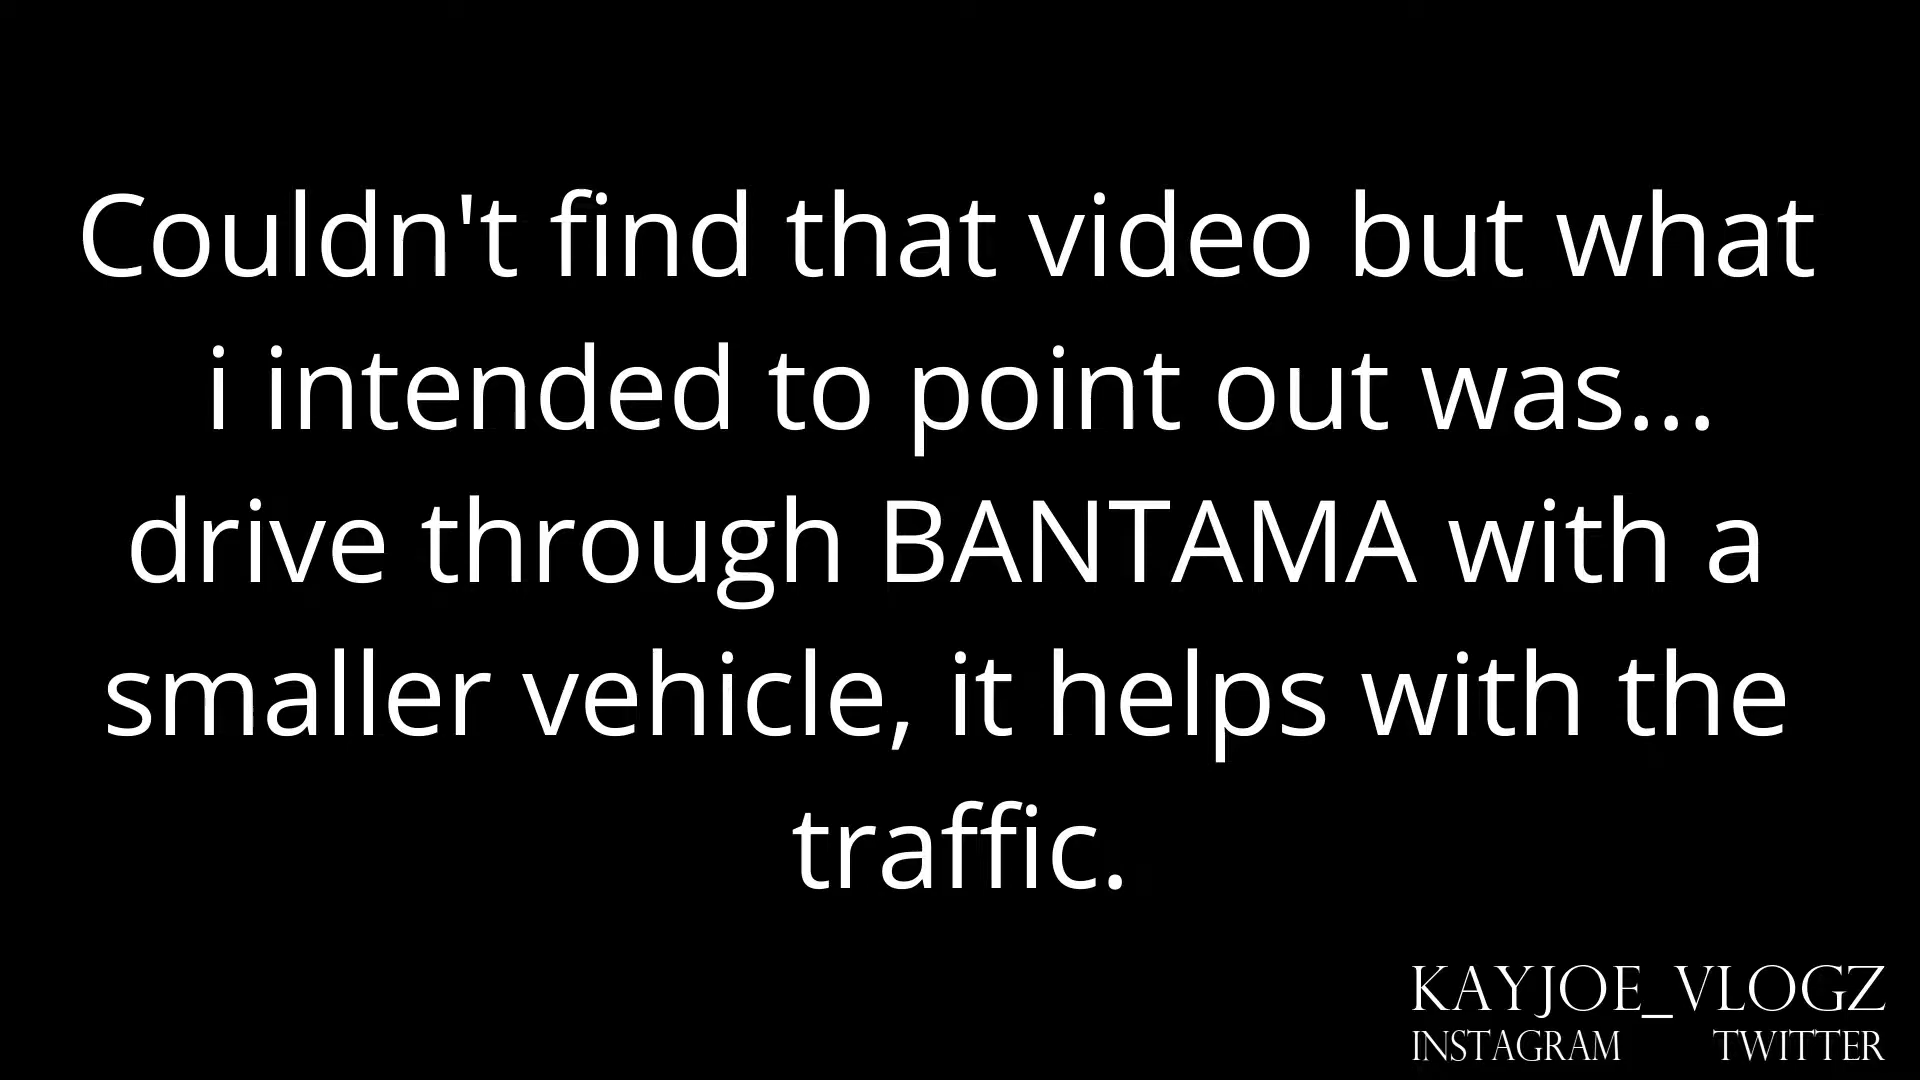 Couldn't find that video but what
i intended to point out was...
drive through BANTAMA with a
smaller vehicle, it helps with the
traffic.
KAYJOE_VLOGZ
INSTAGRAM TWITTER